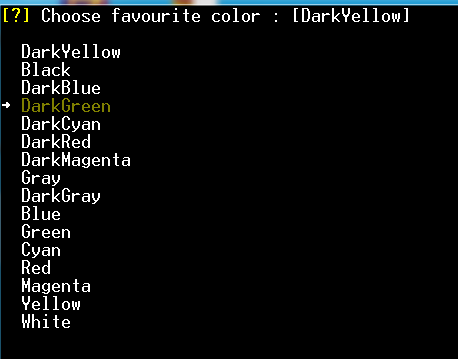 [?] Choose favourite color : [DarkYellow]
DarkYellow
Black
DarkBlue
→ DarkGreen
DarkCyan
DarkRed
DarkMagenta
Gray
DarkGray
Blue
Green
Cyan
Red
Magenta
Yellow
White